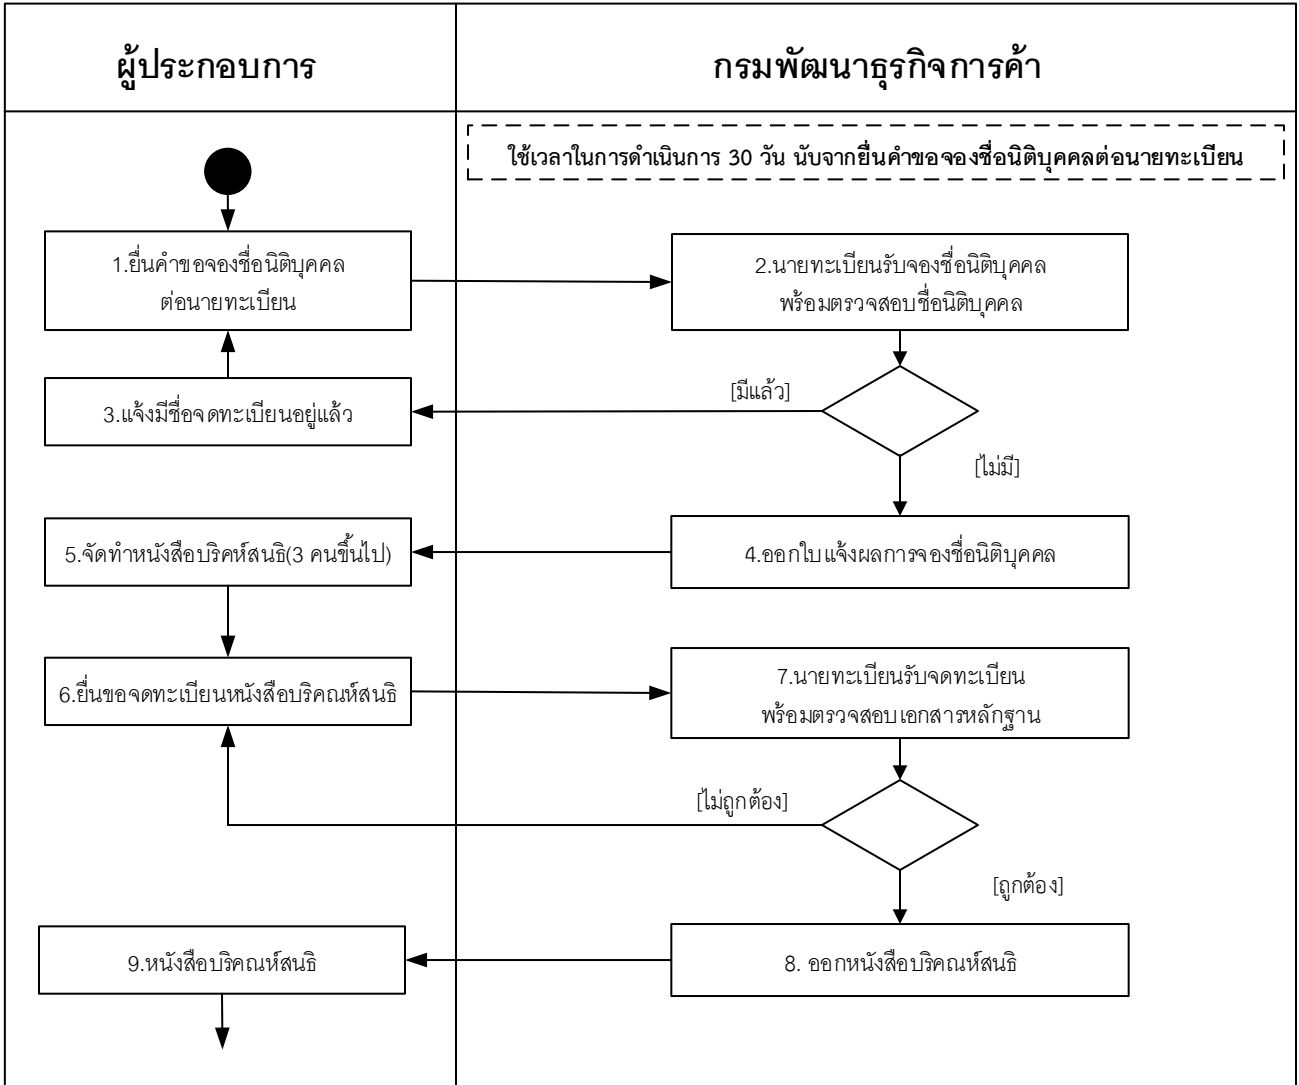 ผู้ประกอบการ
กรมพัฒนาธุรกิจการค้า
ใช้เวลาในการดำเนินการ 30 วัน นับจากยื่นคำขอจองชื่อนิติบุคคลต่อนายทะเบียน
1.ยื่นคำขอจองชื่อนิติบุคคล
ต่อนายทะเบียน
2.นายทะเบียนรับจองชื่อนิติบุคคล
พร้อมตรวจสอบชื่อนิติบุคคล
[มีแล้ว]
3.แจ้งมีชื่อจดทะเบียนอยู่แล้ว
[ไม่มี]
4.ออกใบแจ้งผลการจองชื่อนิติบุคคล
5.จัดทำหนังสือบริคห์สนธิ(3 คนขึ้นไป)
6.ยื่นขอจดทะเบียนหนังสือบริคณห์สนธิ
7.นายทะเบียนรับจดทะเบียน
พร้อมตรวจสอบเอกสารหลักฐาน
[ไม่ถูกต้อง]
[ถูกต้อง]
8. ออกหนังสือบริคณห์สนธิ
9.หนังสือบริคณห์สนธิ